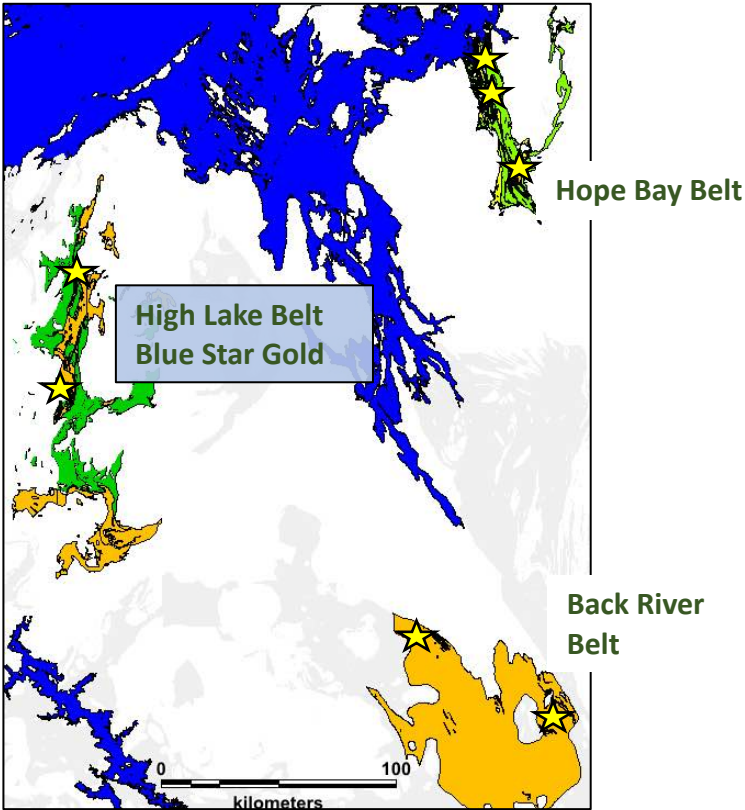 Hope Bay Belt
High Lake Belt
Blue Star Gold
Back River
Belt
0 100
kilometers